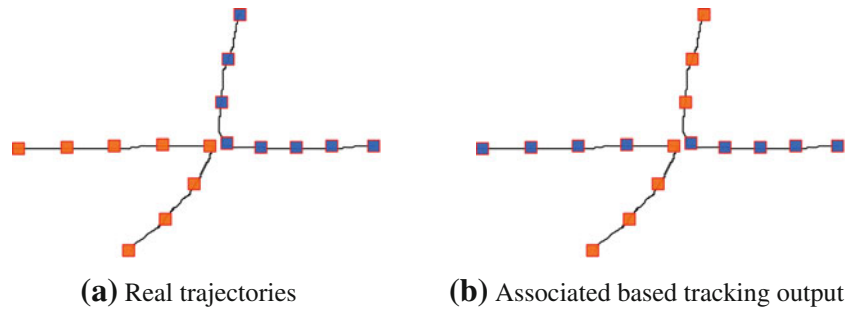 (a) Real trajectories
(b) Associated based tracking output